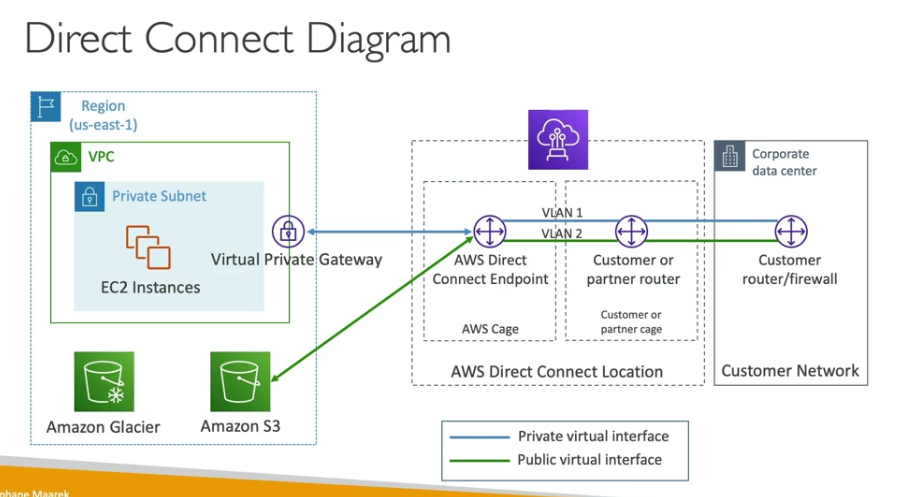 Direct Connect Diagram
Region
(us-east-1)
VPC
Private Subnet
EC2 Instances
Virtual Private Gateway
Amazon Glacier
Amazon S3
VLAN 1
VLAN 2
AWS Direct
Connect Endpoint
AWS Cage
Customer or
partner router
Customer or
partner cage
AWS Direct Connect Location
Corporate
data center
Customer
router/firewall
Customer Network
Private virtual interface
Public virtual interface
Maarek